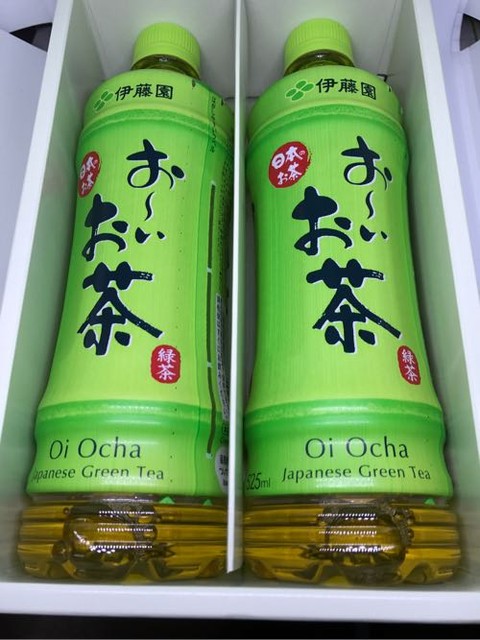 伊藤園
日本の
お茶
お〜い
お茶
緑茶
Oi Ocha
Japanese Green Tea
伊藤園
日本の
お茶
お〜い
お茶
緑茶
Oi Ocha
Japanese Green Tea
525ml